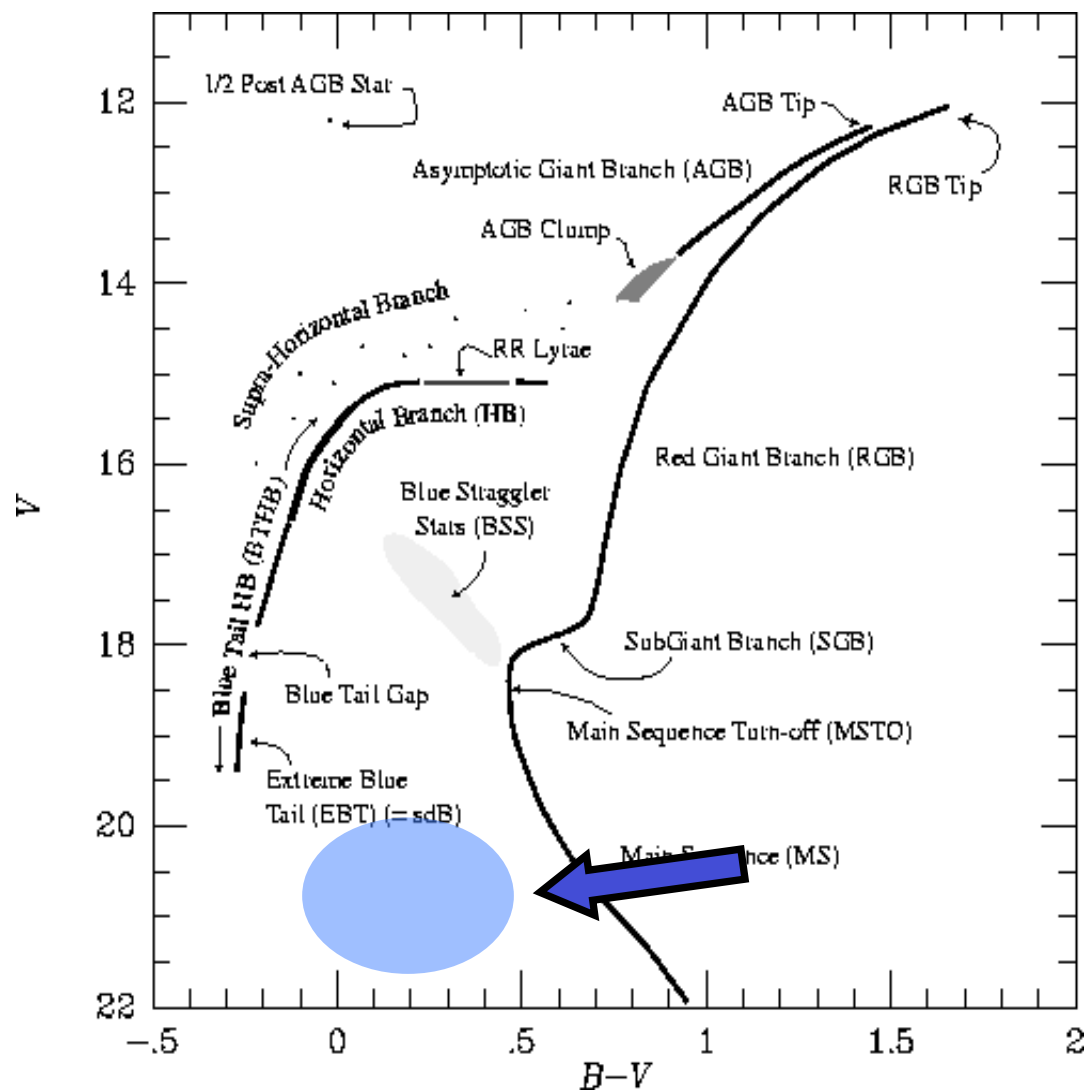 1/2 Post AGB Star
AGB Tip
Asymptotic Giant Branch (AGB)
RGB Tip
AGB Clump
Supra-Horizontal Branch
RR Lyrae
Horizontal Branch (HB)
Red Giant Branch (RGB)
Blue Straggler
Stars (BSS)
Blue Tail HB (BTHB)
SubGiant Branch (SGB)
Blue Tail Gap
Main Sequence Turn-off (MSTO)
Extreme Blue
Tail (EBT) (= sdB)
Main (MS)
V
12
14
16
18
20
22
-.5
0
.5
1
1.5
2
B-V